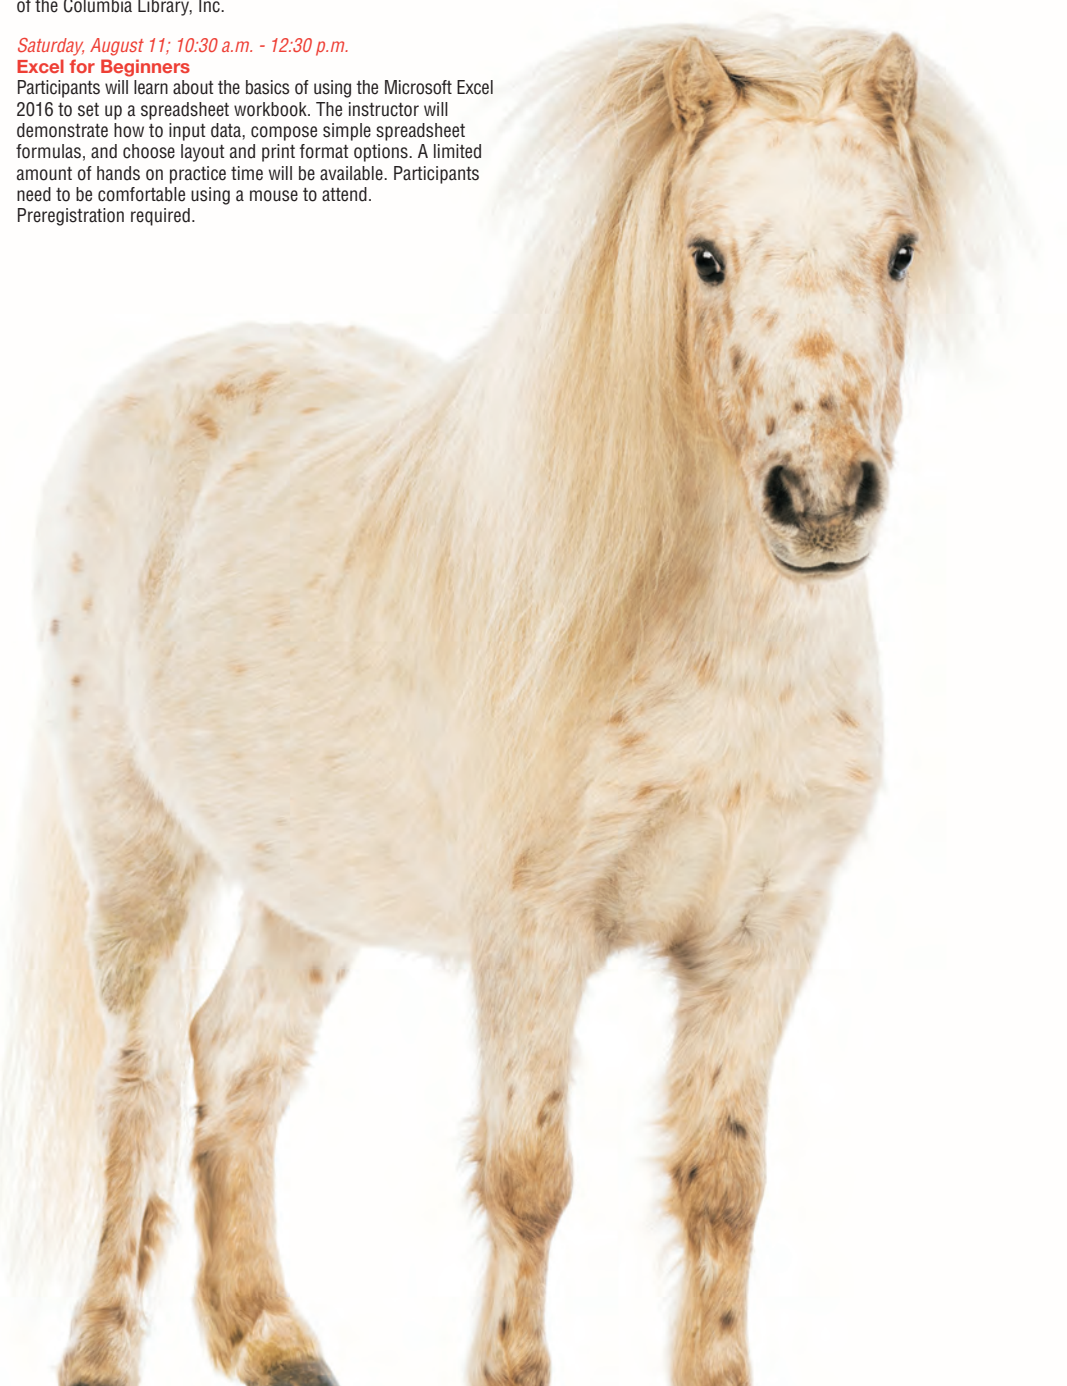 of the Columbia Library, Inc.
Saturday, August 11; 10:30 a.m. - 12:30 p.m.
Excel for Beginners
Participants will learn about the basics of using the Microsoft Excel
2016 to set up a spreadsheet workbook. The instructor will
demonstrate how to input data, compose simple spreadsheet
formulas, and choose layout and print format options. A limited
amount of hands on practice time will be available. Participants
need to be comfortable using a mouse to attend.
Preregistration required.